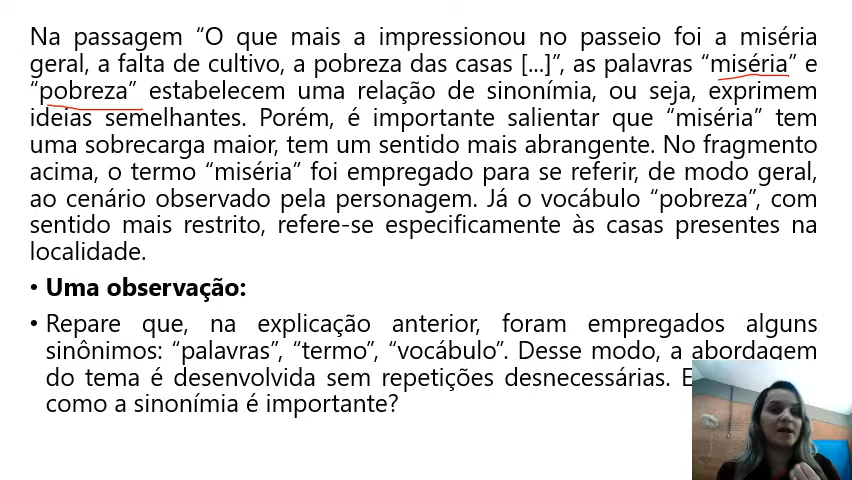 Na passagem “O que mais a impressionou no passeio foi a miséria
geral, a falta de cultivo, a pobreza das casas [...]”, as palavras “miséria” e
“pobreza” estabelecem uma relação de sinonímia, ou seja, exprimem
ideias semelhantes. Porém, é importante salientar que “miséria” tem
uma sobrecarga maior, tem um sentido mais abrangente. No fragmento
acima, o termo “miséria” foi empregado para se referir, de modo geral,
ao cenário observado pela personagem. Já o vocábulo “pobreza”, com
sentido mais restrito, refere-se especificamente às casas presentes na
localidade.
• Uma observação:
• Repare que, na explicação anterior, foram empregados alguns
sinônimos: “palavras”, “termo”, “vocábulo”. Desse modo, a abordagem
do tema é desenvolvida sem repetições desnecessárias.
como a sinonímia é importante?